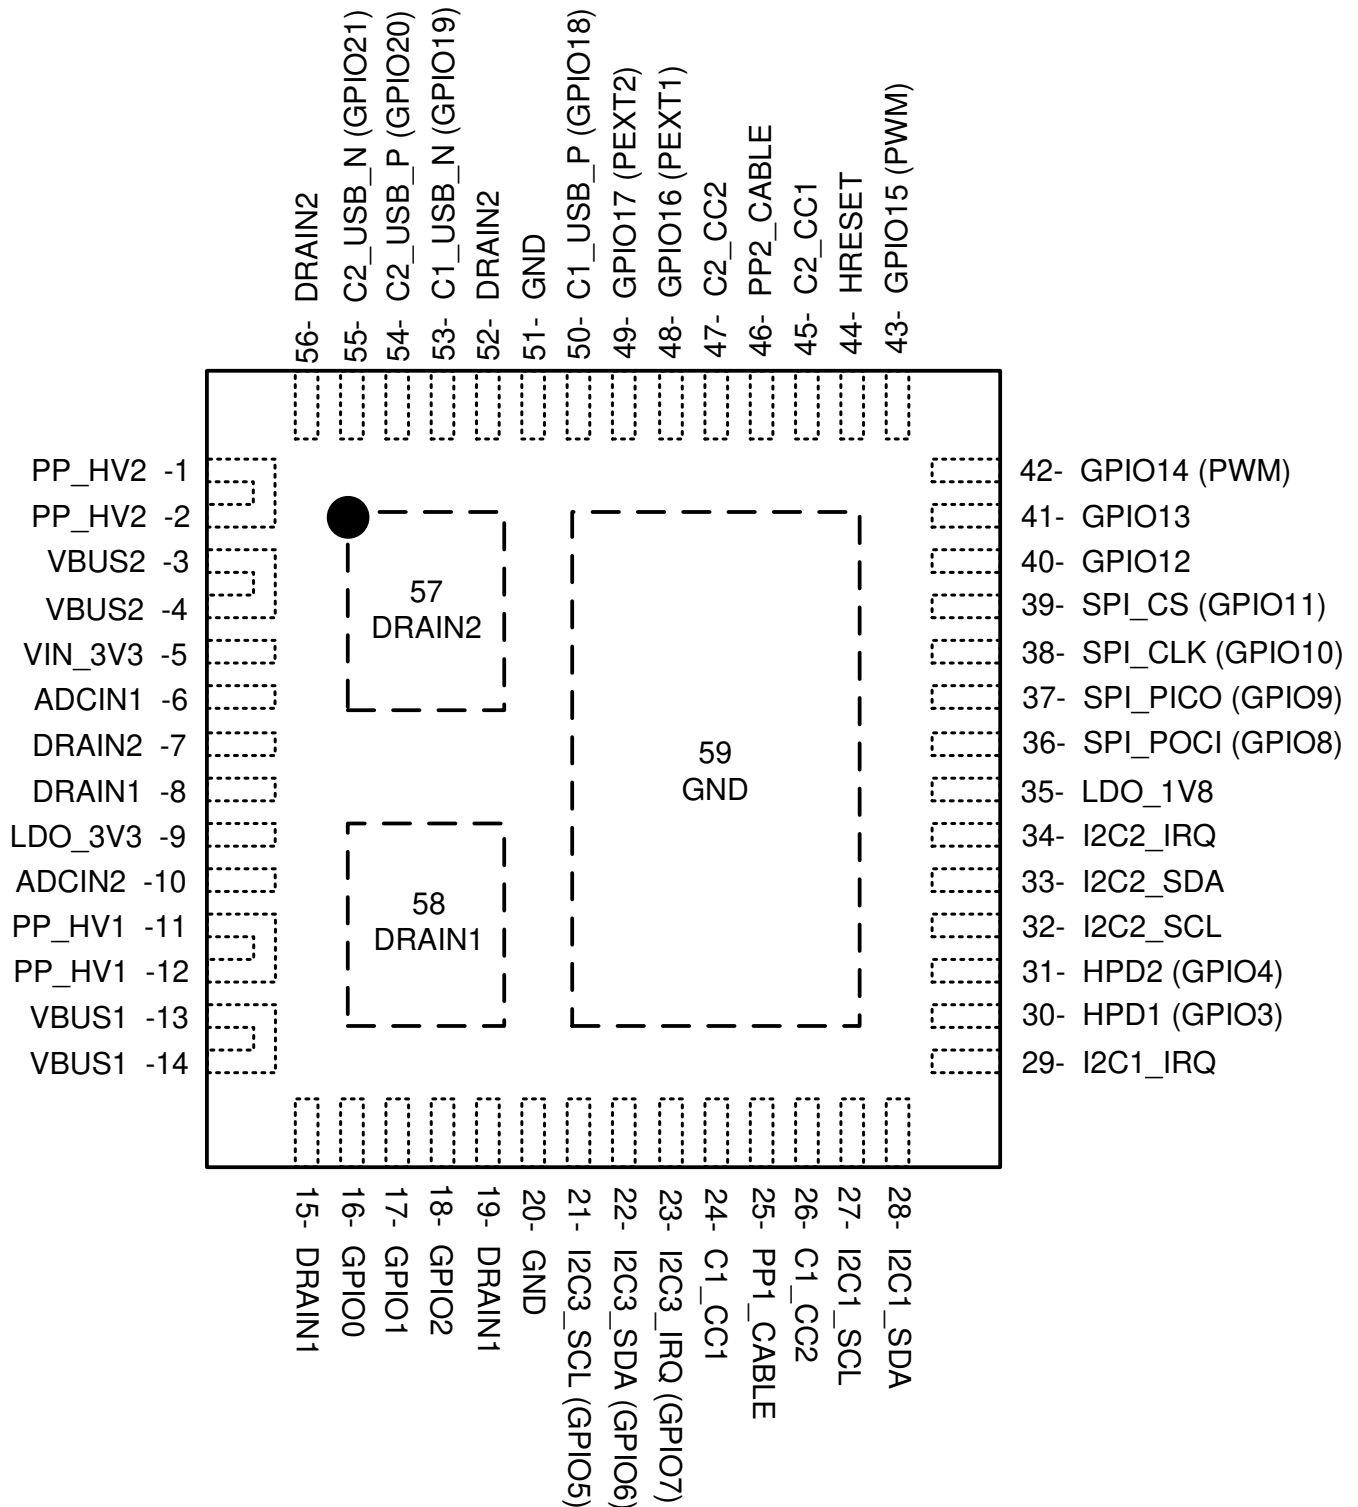 56- DRAIN2
55- C2_USB_N (GPIO21)
54- C2_USB_P (GPIO20)
53- C1_USB_N (GPIO19)
52- DRAIN2
51- GND
50- C1_USB_P (GPIO18)
49- GPIO17 (PEXT2)
48- GPIO16 (PEXT1)
47- C2_CC2
46- PP2_CABLE
45- C2_CC1
44- HRESET
43- GPIO15 (PWM)
PP_HV2 -1
PP_HV2 -2
VBUS2 -3
VBUS2 -4
VIN_3V3 -5
ADCIN1 -6
DRAIN2 -7
DRAIN1 -8
LDO_3V3 -9
ADCIN2 -10
PP_HV1 -11
PP_HV1 -12
VBUS1 -13
VBUS1 -14
57
DRAIN2
58
DRAIN1
59
GND
42- GPIO14 (PWM)
41- GPIO13
40- GPIO12
39- SPI_CS (GPIO11)
38- SPI_CLK (GPIO10)
37- SPI_PICO (GPIO9)
36- SPI_POCI (GPIO8)
35- LDO_1V8
34- I2C2_IRQ
33- I2C2_SDA
32- I2C2_SCL
31- HPD2 (GPIO4)
30- HPD1 (GPIO3)
29- I2C1_IRQ
15- DRAIN1
16- GPIO0
17- GPIO1
18- GPIO2
19- DRAIN1
20- GND
21- I2C3_SCL (GPIO5)
22- I2C3_SDA (GPIO6)
23- I2C3_IRQ (GPIO7)
24- C1_CC1
25- PP1_CABLE
26- C1_CC2
27- I2C1_SCL
28- I2C1_SDA